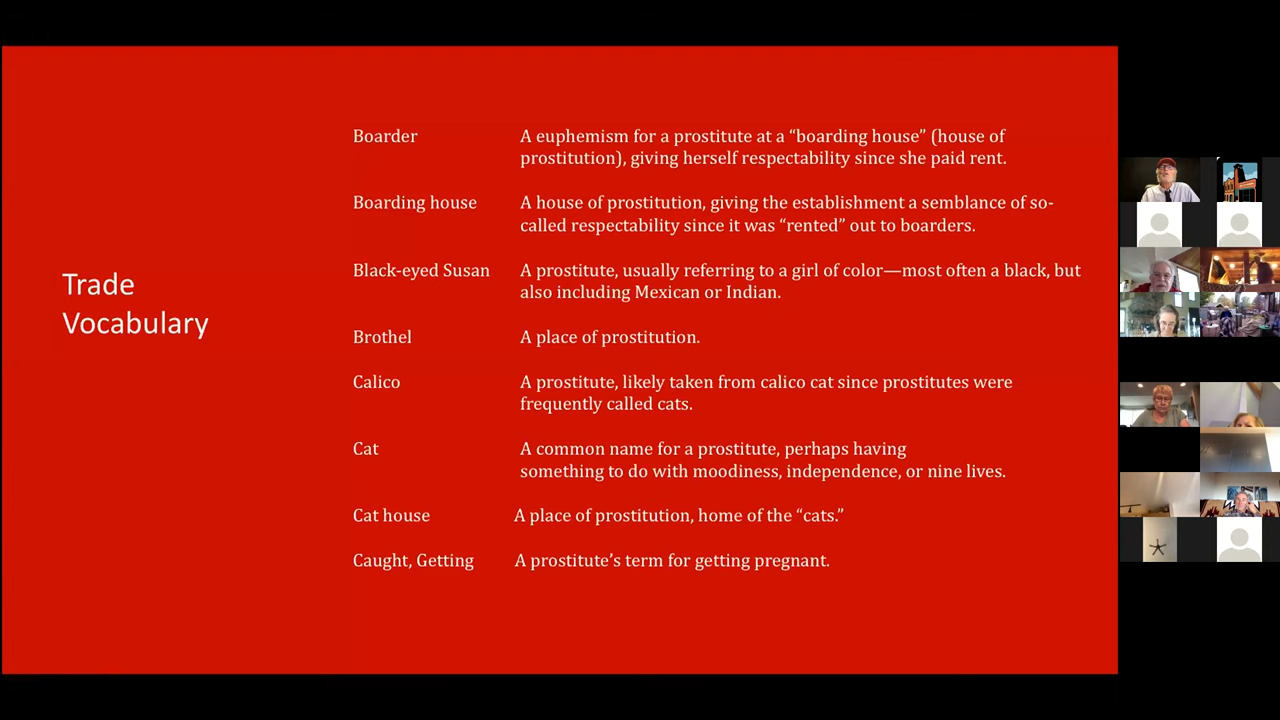 Trade
Vocabulary
Boarder A euphemism for a prostitute at a “boarding house” (house of
prostitution), giving herself respectability since she paid rent.
Boarding house A house of prostitution, giving the establishment a semblance of so-
called respectability since it was “rented” out to boarders.
Black-eyed Susan A prostitute, usually referring to a girl of color—most often a black, but
also including Mexican or Indian.
Brothel A place of prostitution.
Calico A prostitute, likely taken from calico cat since prostitutes were
frequently called cats.
Cat A common name for a prostitute, perhaps having
something to do with moodiness, independence, or nine lives.
Cat house A place of prostitution, home of the “cats.”
Caught, Getting A prostitute’s term for getting pregnant.